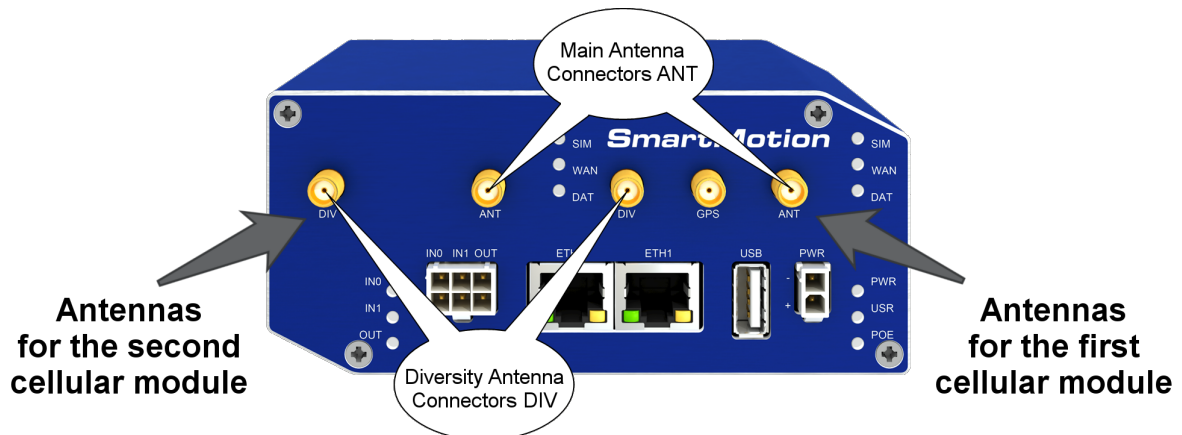 Main Antenna
Connectors ANT
SmartMotion
SIM
WAN
DAT
SIM
WAN
DAT
DIV
ANT
DIV
GPS
ANT
IN0 IN1 OUT
ETH1
USB
PWR
-
+
IN0
IN1
OUT
PWR
USR
POE
Antennas
for the second
cellular module
Diversity Antenna
Connectors DIV
Antennas
for the first
cellular module